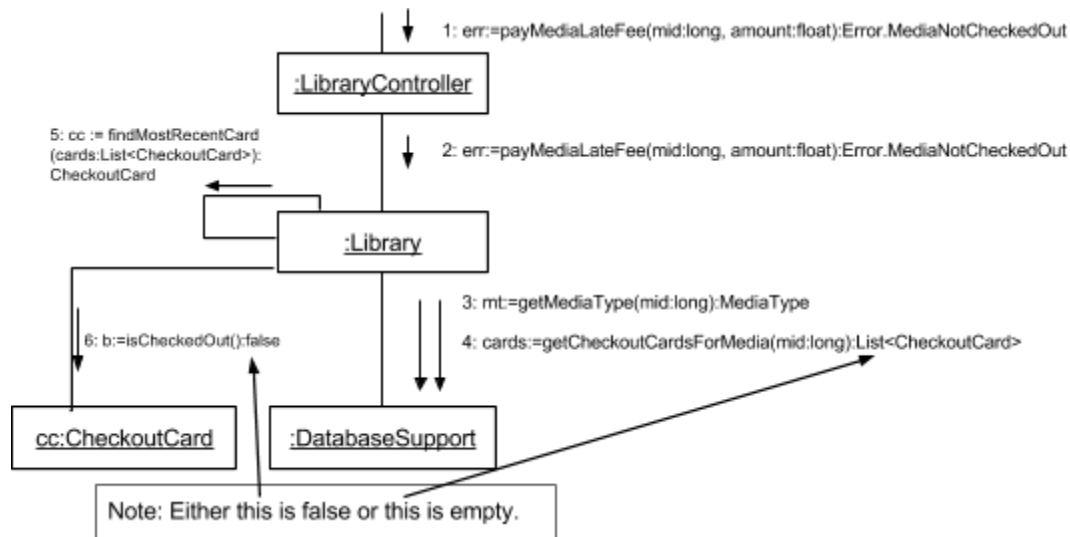 1: err:=payMediaLateFee(mid:long, amount:float):Error.MediaNotCheckedOut
:LibraryController
5: cc := findMostRecentCard
(cards:List<CheckoutCard>):
CheckoutCard
2: err:=payMediaLateFee(mid:long, amount:float):Error.MediaNotCheckedOut
:Library
3: mt:=getMediaType(mid:long):MediaType
6: b:=isCheckedOut():false
4: cards:=getCheckoutCardsForMedia(mid:long):List<CheckoutCard>
cc:CheckoutCard
:DatabaseSupport
Note: Either this is false or this is empty.